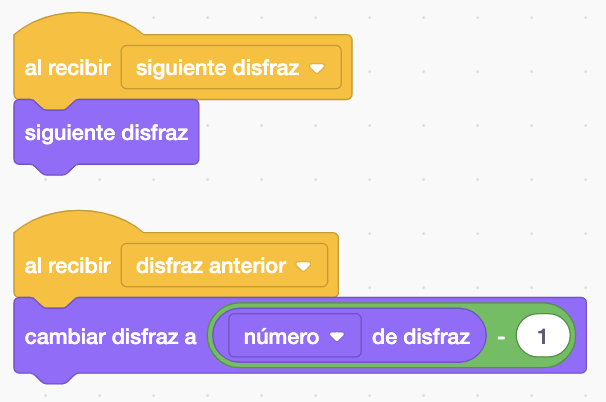 al recibir siguiente disfraz
siguiente disfraz
al recibir disfraz anterior
cambiar disfraz a número de disfraz - 1